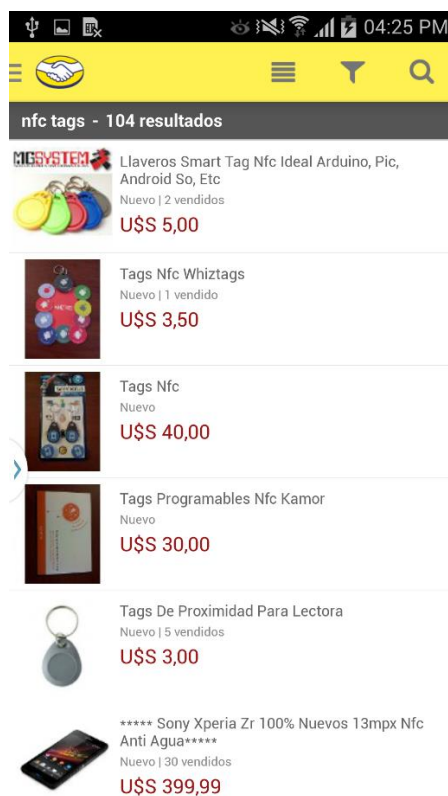 04:25 PM
nfc tags - 104 resultados
MGSYSTEM
Llaveros Smart Tag Nfc Ideal Arduino, Pic,
Android So, Etc
Nuevo | 2 vendidos
U$S 5,00
Tags Nfc Whiztags
Nuevo | 1 vendido
U$S 3,50
Tags Nfc
Nuevo
U$S 40,00
Tags Programables Nfc Kamor
Nuevo
U$S 30,00
Tags De Proximidad Para Lectora
Nuevo | 5 vendidos
U$S 3,00
***** Sony Xperia Zr 100% Nuevos 13mpx Nfc
Anti Agua*****
Nuevo | 30 vendidos
U$S 399,99